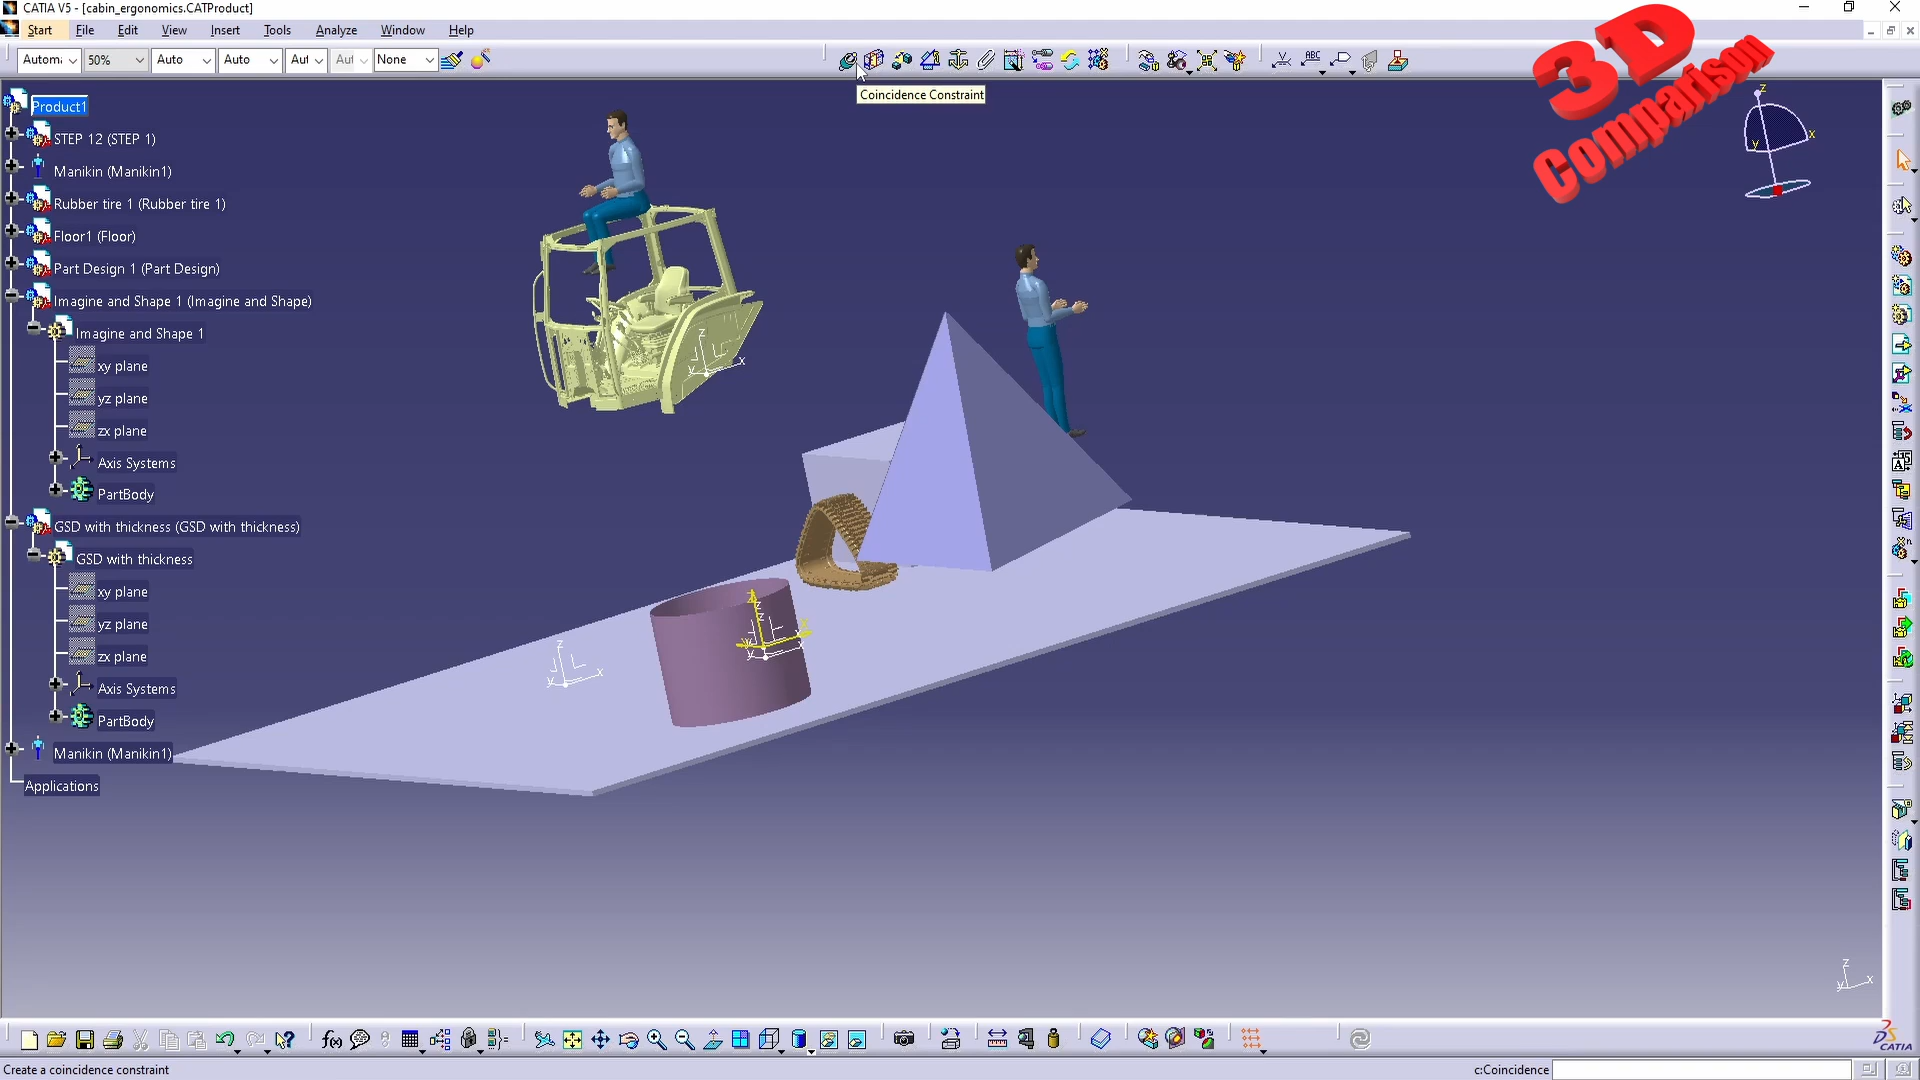 CATIA V5 - [cabin_ergonomics.CATProduct]
Start File Edit View Insert Tools Analyze Window Help
50% Auto Auto Aut Aut None
Coincidence Constraint
3D
Comparison
z
x
y
Product1
STEP 12 (STEP 1)
Manikin (Manikin1)
Rubber tire 1 (Rubber tire 1)
Floor1 (Floor)
Part Design 1 (Part Design)
Imagine and Shape 1 (Imagine and Shape)
Imagine and Shape 1
xy plane
yz plane
zx plane
Axis Systems
PartBody
GSD with thickness (GSD with thickness)
GSD with thickness
xy plane
yz plane
zx plane
Axis Systems
PartBody
Manikin (Manikin1)
Applications
z
x
y
CATIA
Create a coincidence constraint
c:Coincidence